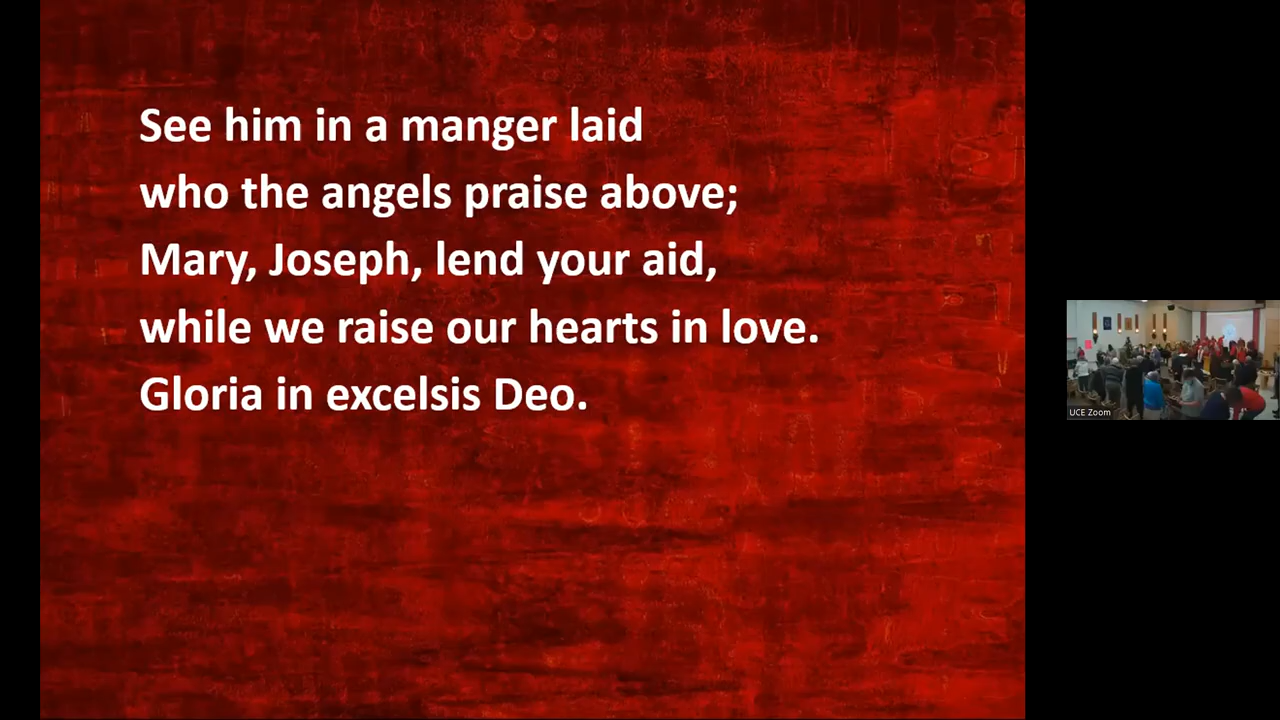 See him in a manger laid
who the angels praise above;
Mary, Joseph, lend your aid,
while we raise our hearts in love.
Gloria in excelsis Deo.
UCE Zoom